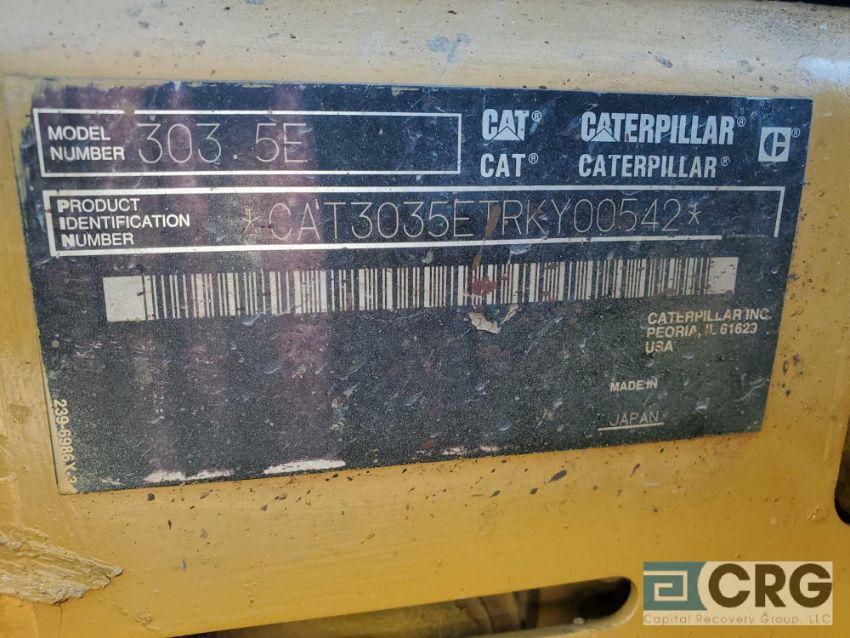 MODEL
NUMBER 303.5E
CAT® CATERPILLAR®
CAT® CATERPILLAR®
PRODUCT
IDENTIFICATION
NUMBER
*CAT3035ETRKY00542*
CATERPILLAR INC.
PEORIA, IL 61629
USA
MADE IN
JAPAN
CRG
Capital Recovery Group, LLC